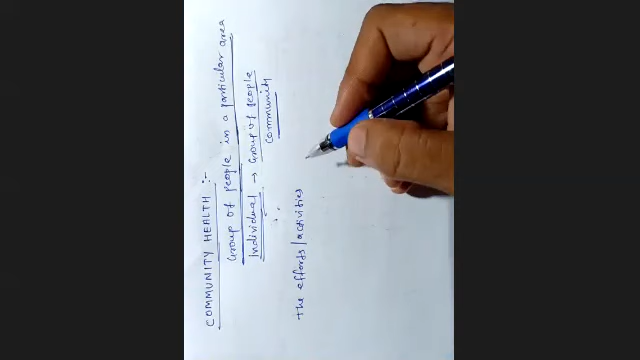 COMMUNITY HEALTH :-
Group of people in a particular area
Individual → Group of people
community
∴
The efforts/activities